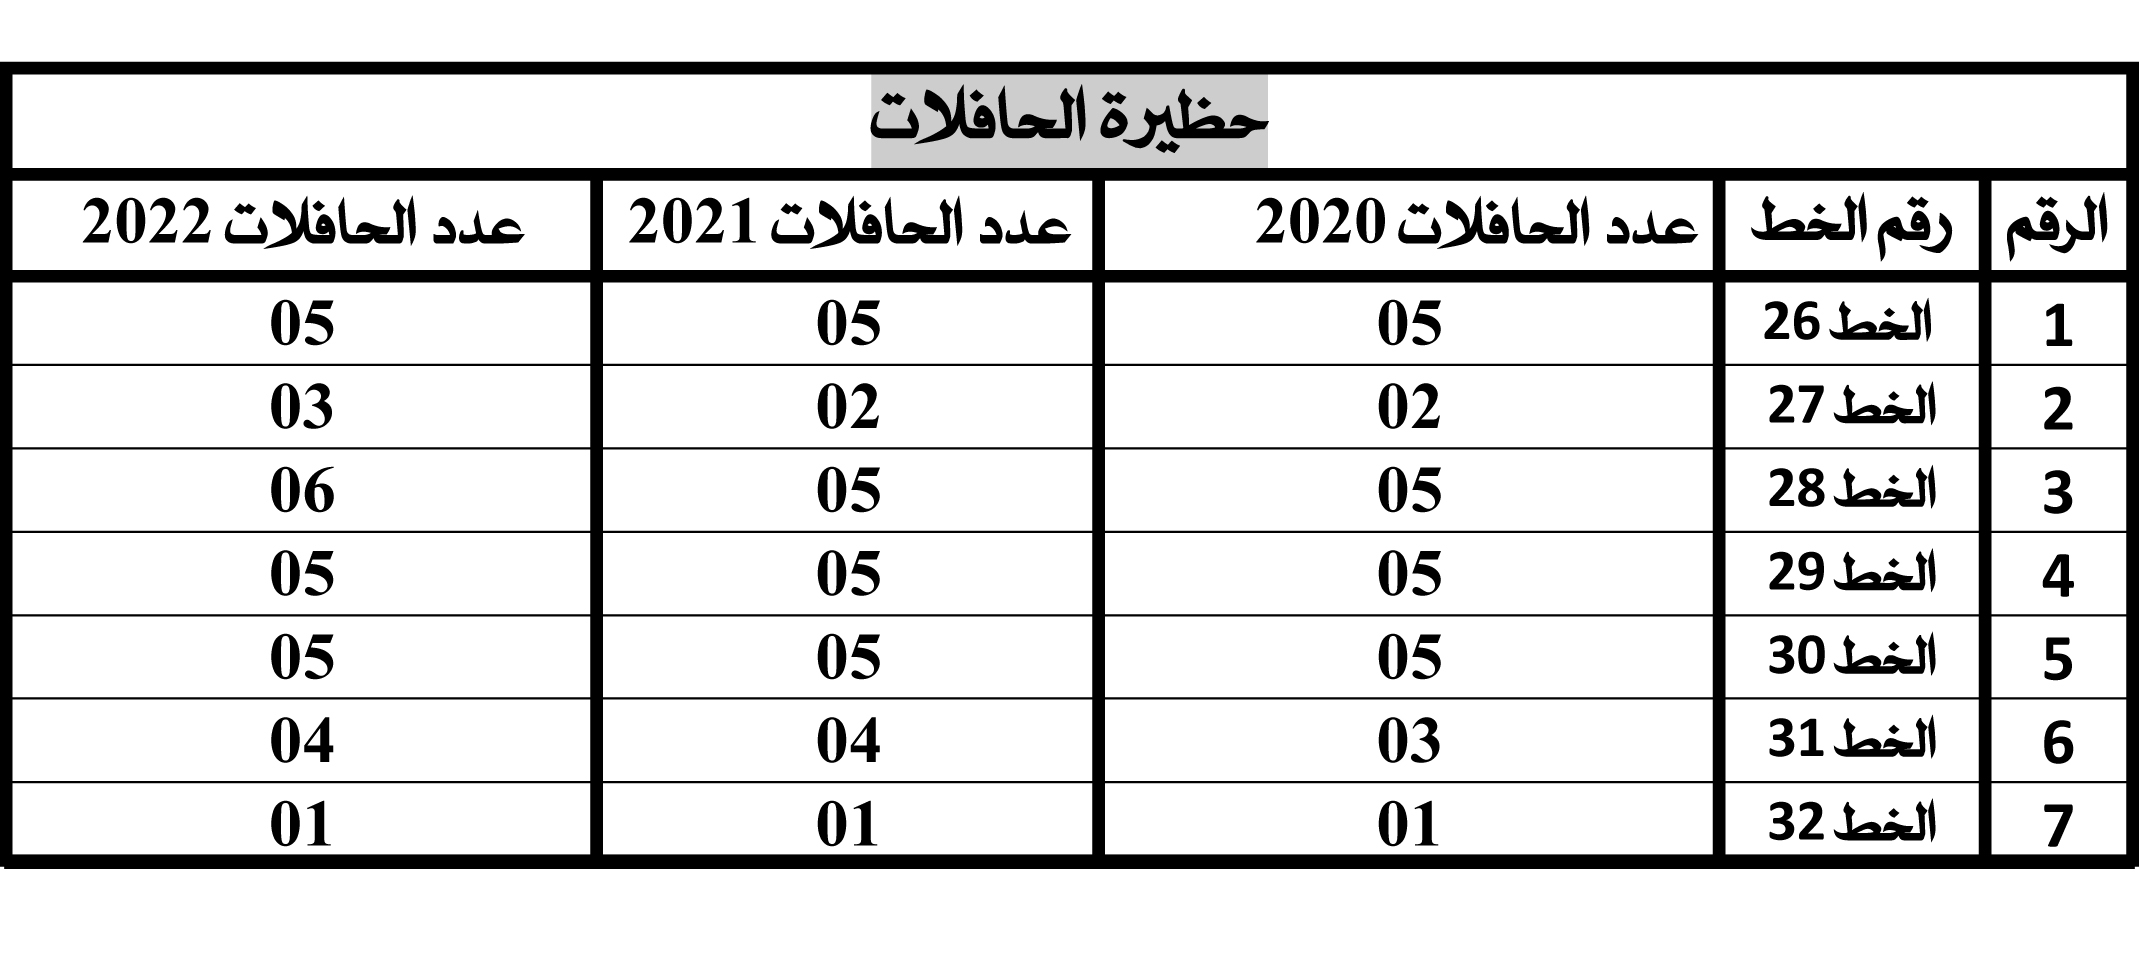 حظيرة الحافلات
الرقم رقم الخط عدد الحافلات 2020 عدد الحافلات 2021 عدد الحافلات 2022
1 الخط 26 05 05 05
2 الخط 27 02 02 03
3 الخط 28 05 05 06
4 الخط 29 05 05 05
5 الخط 30 05 05 05
6 الخط 31 03 04 04
7 الخط 32 01 01 01